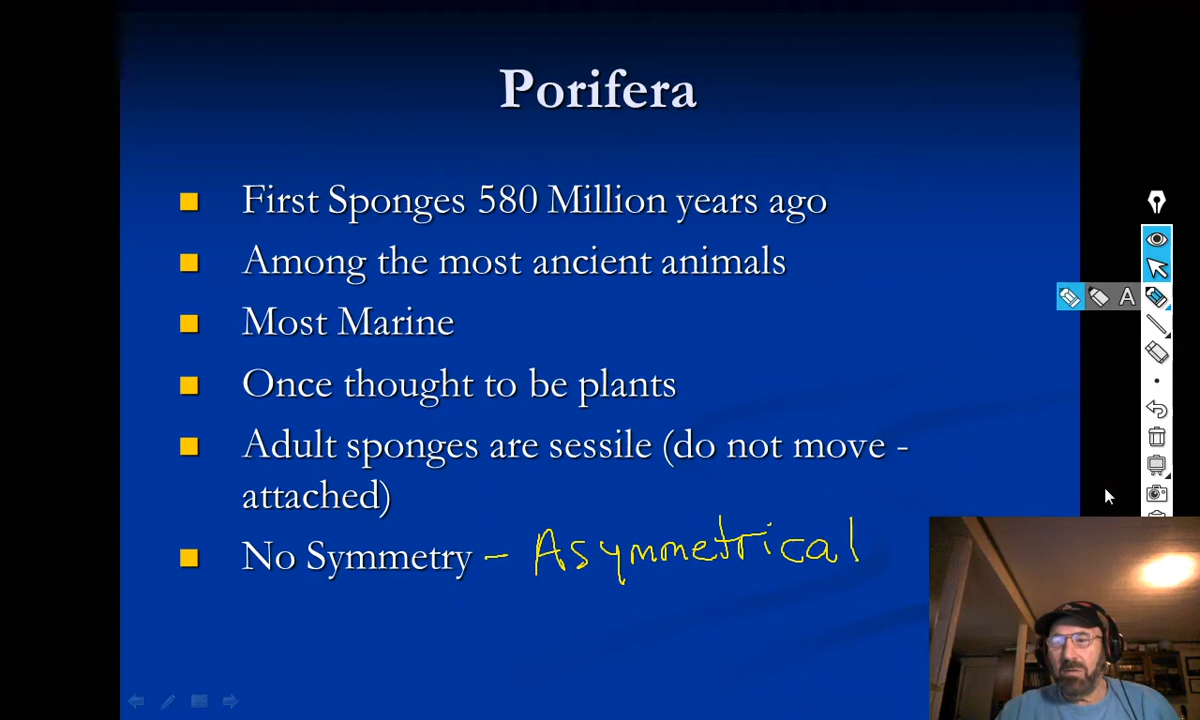 Porifera
First Sponges 580 Million years ago
Among the most ancient animals
Most Marine
Once thought to be plants
Adult sponges are sessile (do not move -
attached)
No Symmetry - Asymmetrical
A